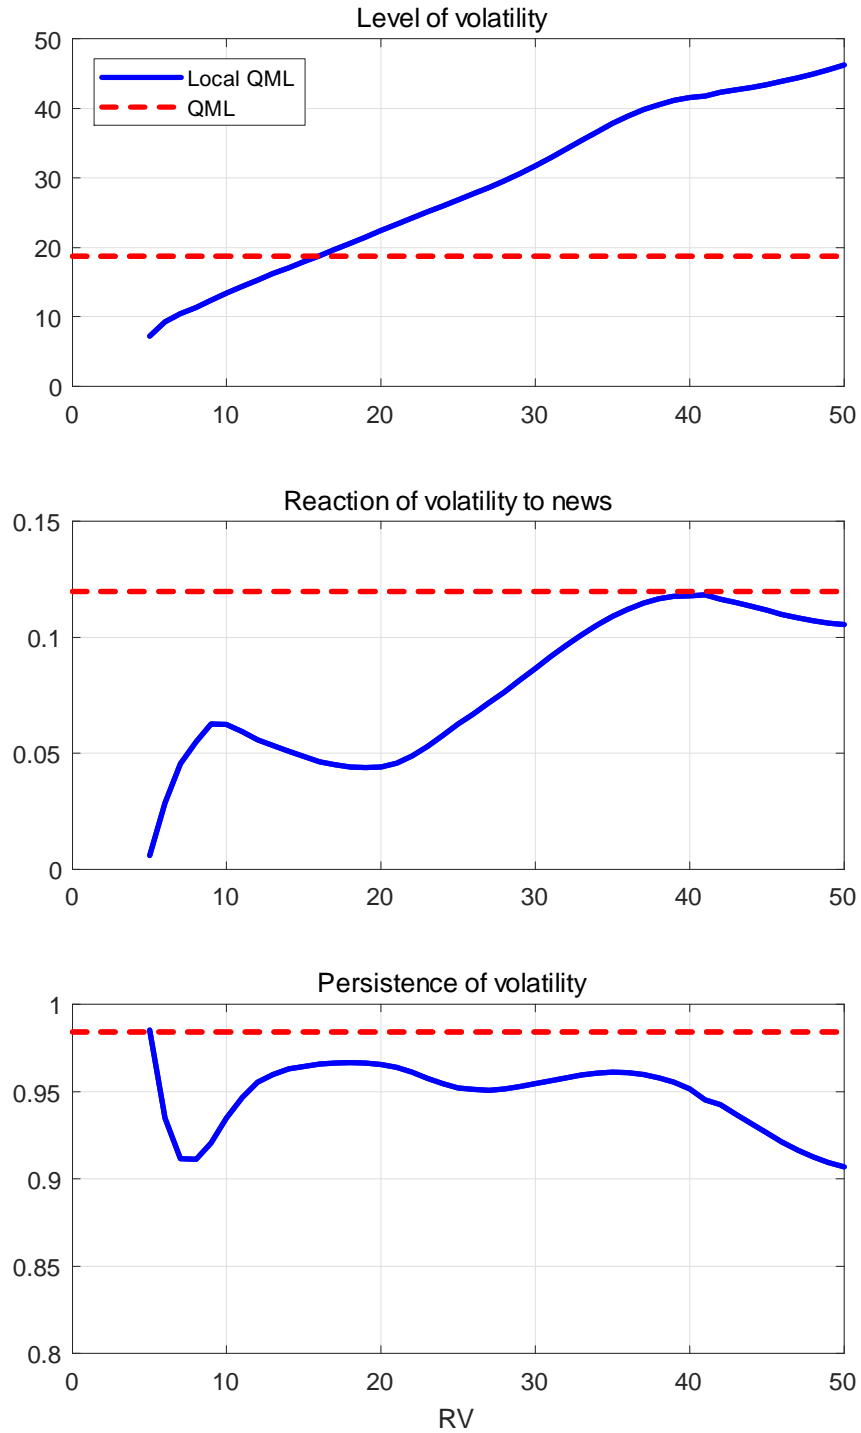 Level of volatility
50
40
30
20
10
0
Local QML
QML
0 10 20 30 40 50
Reaction of volatility to news
0.15
0.1
0.05
0
0 10 20 30 40 50
Persistence of volatility
1
0.95
0.9
0.85
0.8
0 10 20 30 40 50
RV